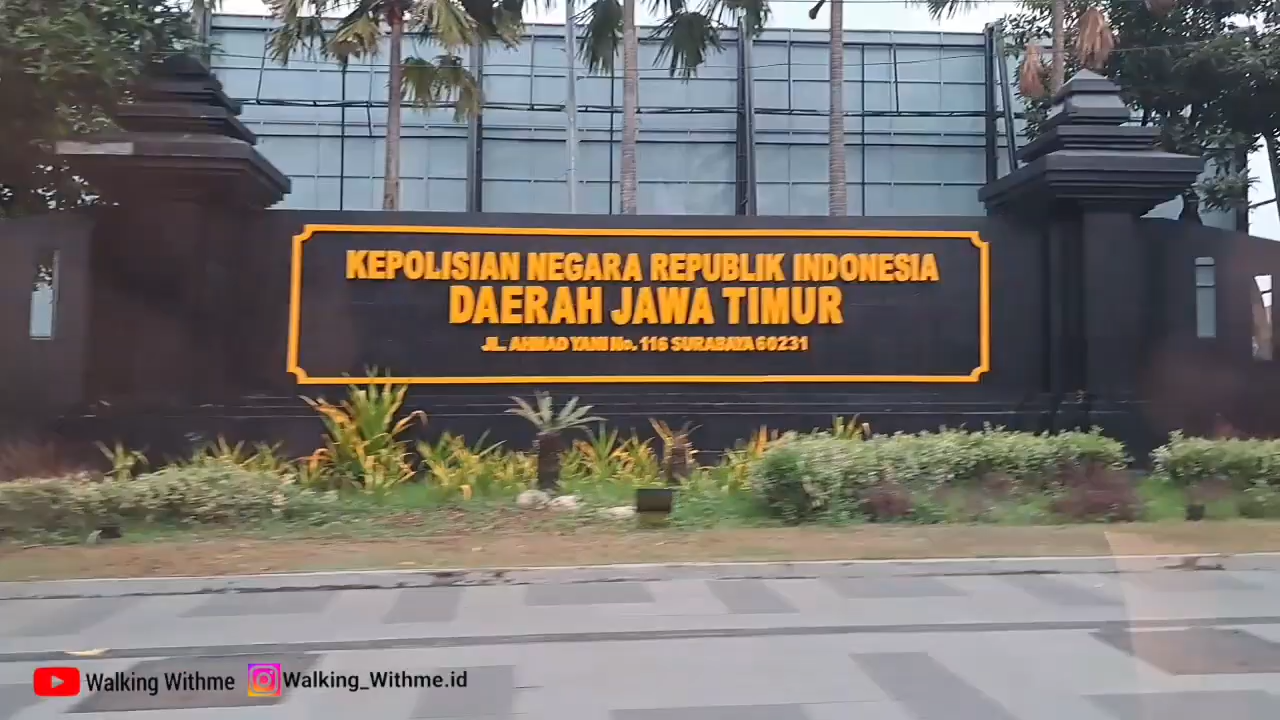 KEPOLISIAN NEGARA REPUBLIK INDONESIA
DAERAH JAWA TIMUR
JL. AHMAD YANI No. 116 SURABAYA 60231
Walking Withme Walking_Withme.id